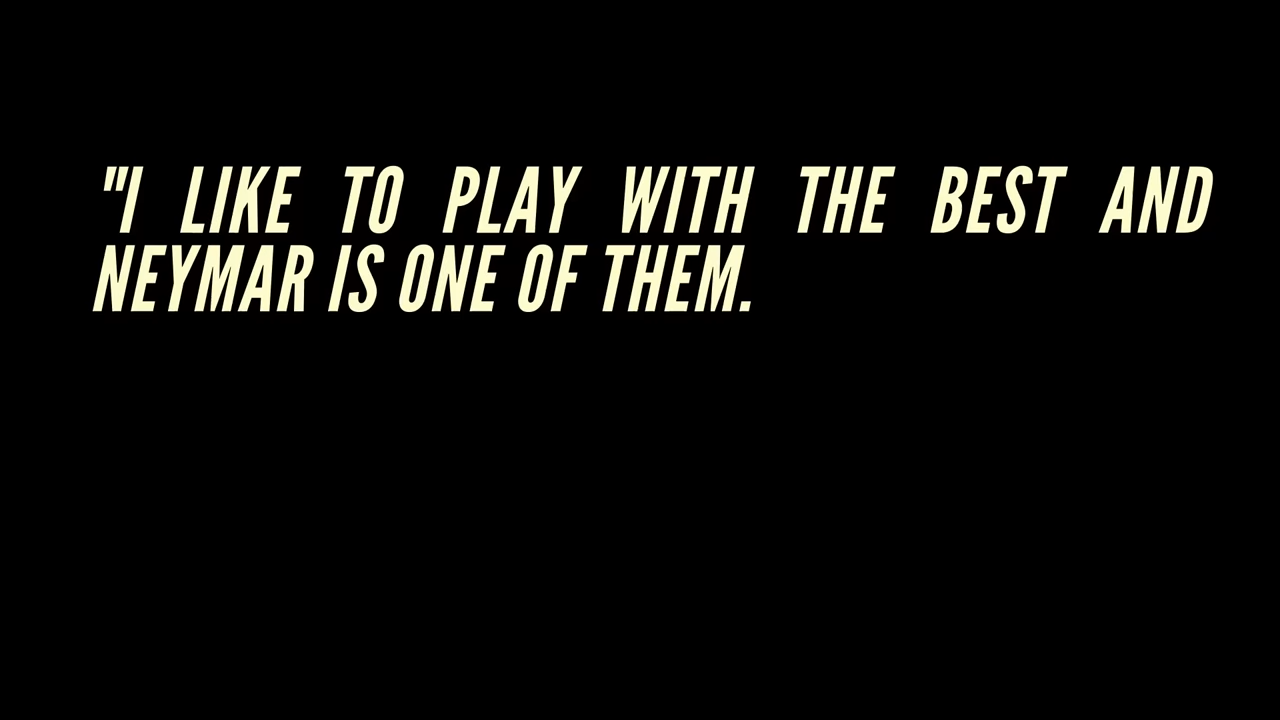 "I LIKE TO PLAY WITH THE BEST AND
NEYMAR IS ONE OF THEM.